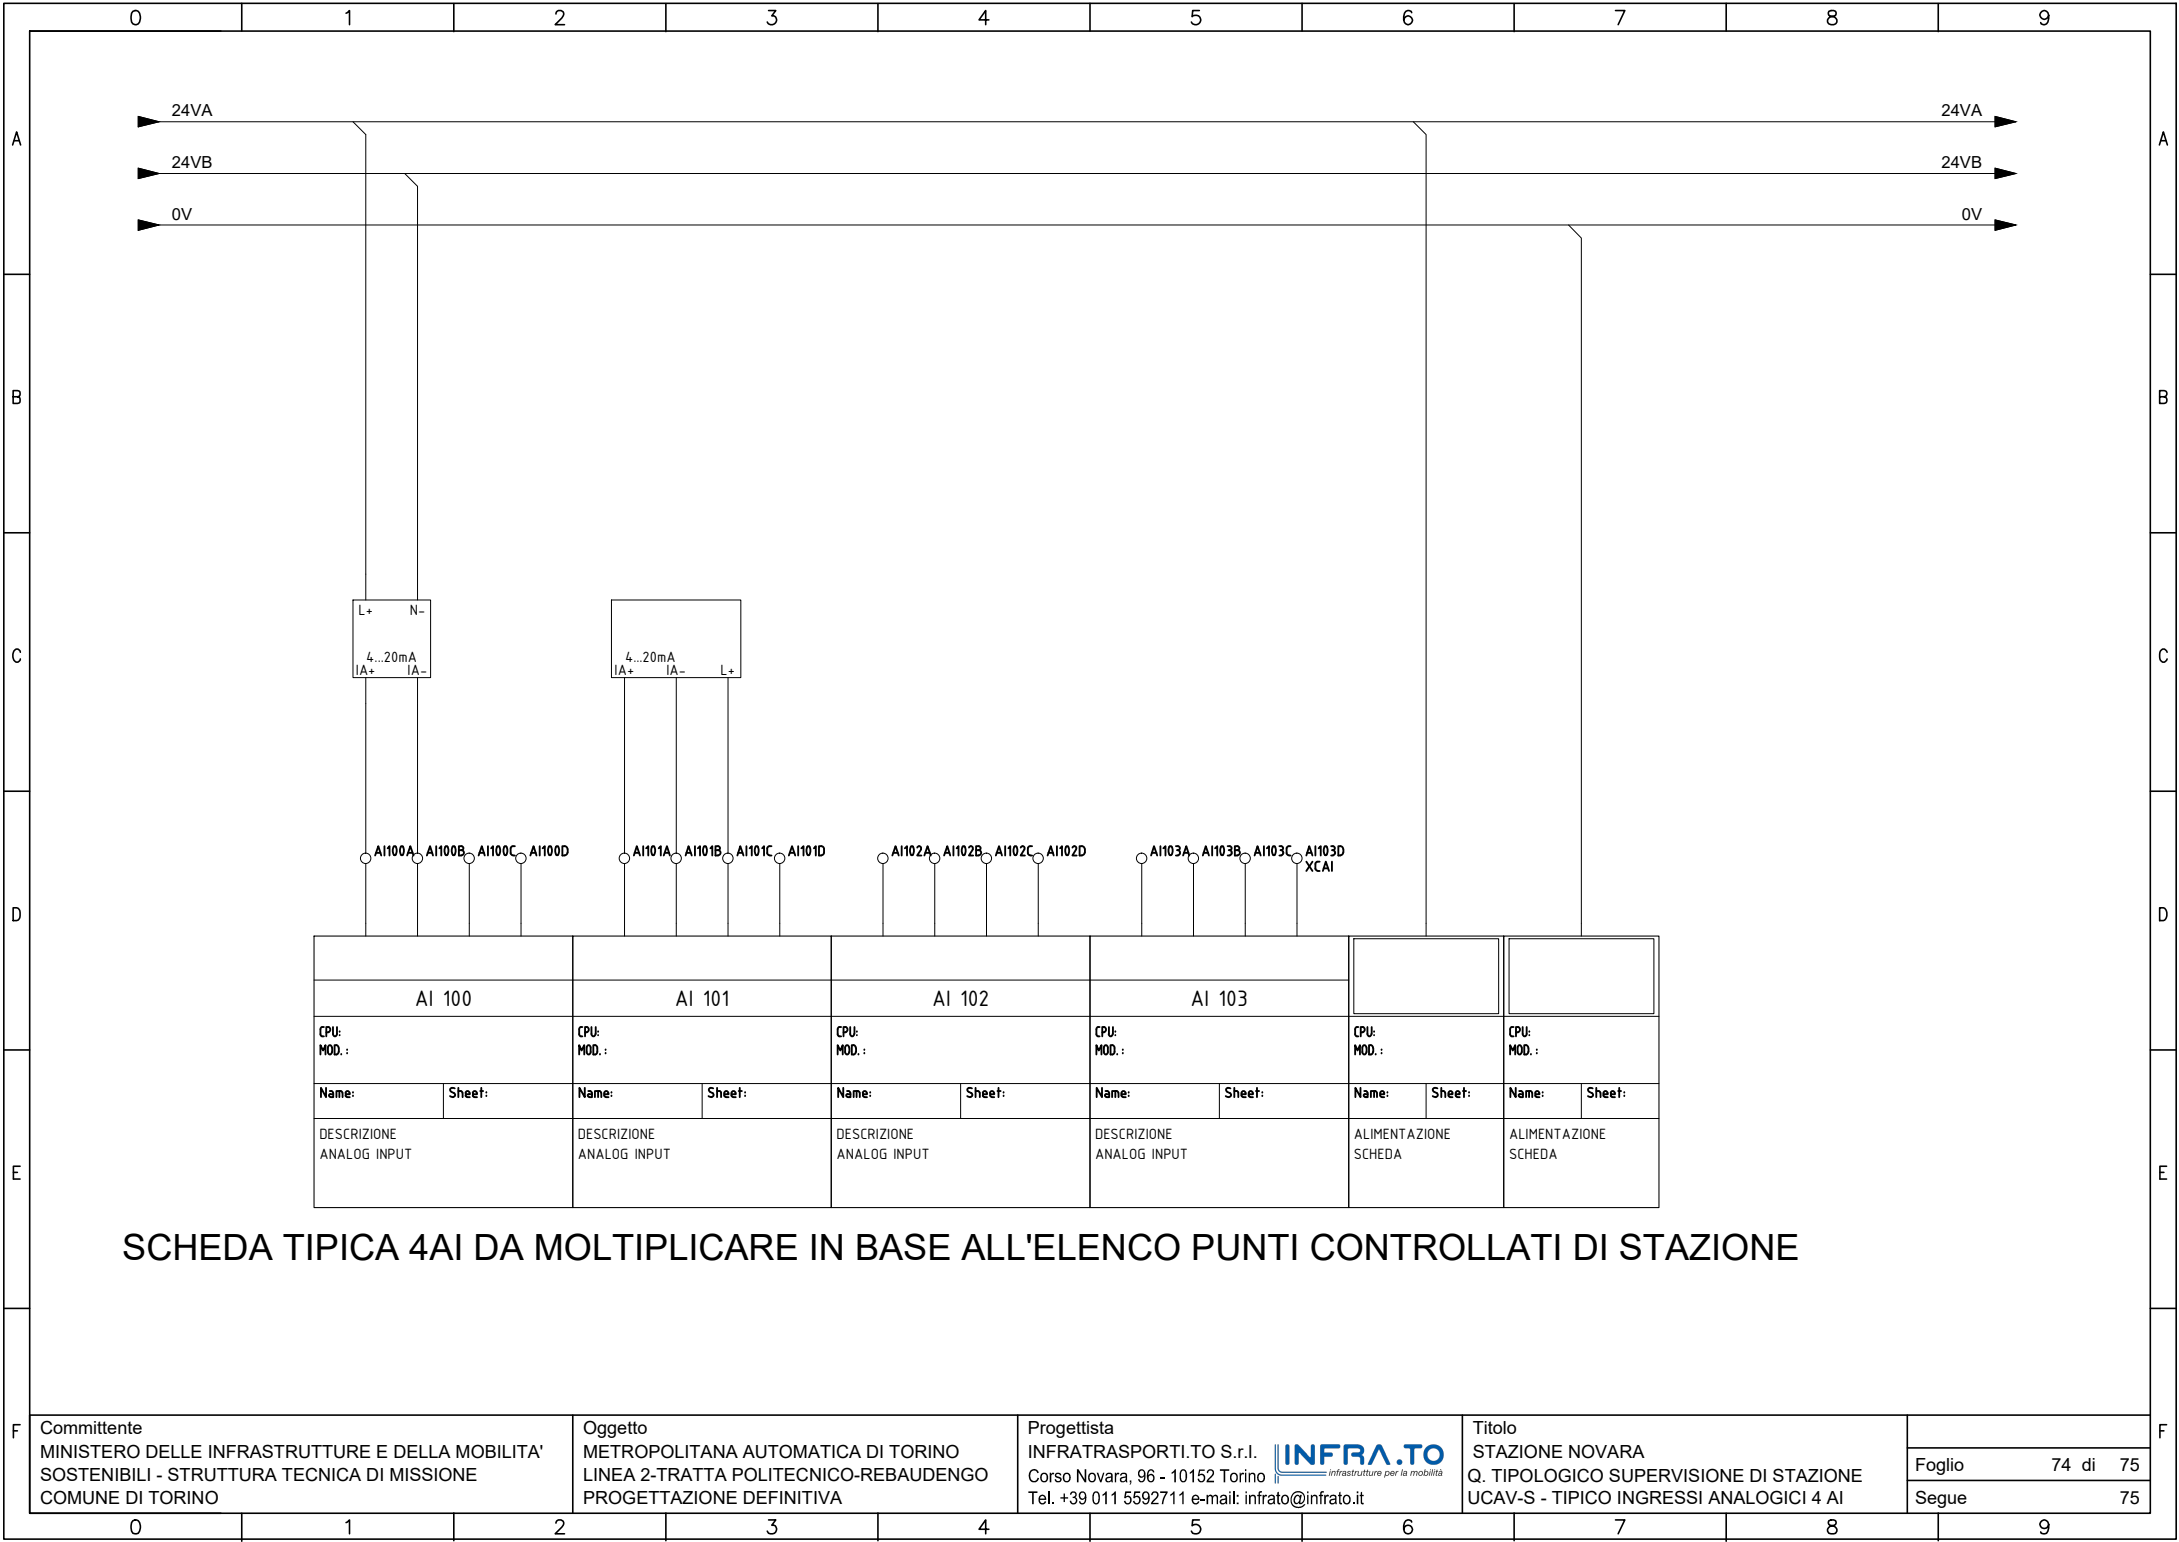 0 1 2 3 4 5 6 7 8 9
24VA 24VA
A A
24VB 24VB
0V 0V
B B
L+ N-
C C
4...20mA 4...20mA
IA+ IA- IA+ IA- L+
AI100A AI100B AI100C AI100D AI101A AI101B AI101C AI101D AI102A AI102B AI102C AI102D AI103A AI103B AI103C AI103D
XCAI
D D
AI 100 AI 101 AI 102 AI 103
CPU: CPU: CPU: CPU: CPU: CPU:
MOD. : MOD. : MOD. : MOD. : MOD. : MOD. :
Name: Sheet: Name: Sheet: Name: Sheet: Name: Sheet: Name: Sheet: Name: Sheet:
DESCRIZIONE DESCRIZIONE DESCRIZIONE DESCRIZIONE ALIMENTAZIONE ALIMENTAZIONE
ANALOG INPUT ANALOG INPUT ANALOG INPUT ANALOG INPUT SCHEDA SCHEDA
E E
SCHEDA TIPICA 4AI DA MOLTIPLICARE IN BASE ALL'ELENCO PUNTI CONTROLLATI DI STAZIONE
F F
Committente
MINISTERO DELLE INFRASTRUTTURE E DELLA MOBILITA'
SOSTENIBILI - STRUTTURA TECNICA DI MISSIONE
COMUNE DI TORINO
Oggetto
METROPOLITANA AUTOMATICA DI TORINO
LINEA 2-TRATTA POLITECNICO-REBAUDENGO
PROGETTAZIONE DEFINITIVA
Progettista
INFRATRASPORTI.TO S.r.l.
Corso Novara, 96 - 10152 Torino
Tel. +39 011 5592711 e-mail: infrato@infrato.it
INFRA.TO
infrastrutture per la mobilità
Titolo
STAZIONE NOVARA
Q. TIPOLOGICO SUPERVISIONE DI STAZIONE
UCAV-S - TIPICO INGRESSI ANALOGICI 4 AI
Foglio 74 di 75
Segue 75
0 1 2 3 4 5 6 7 8 9